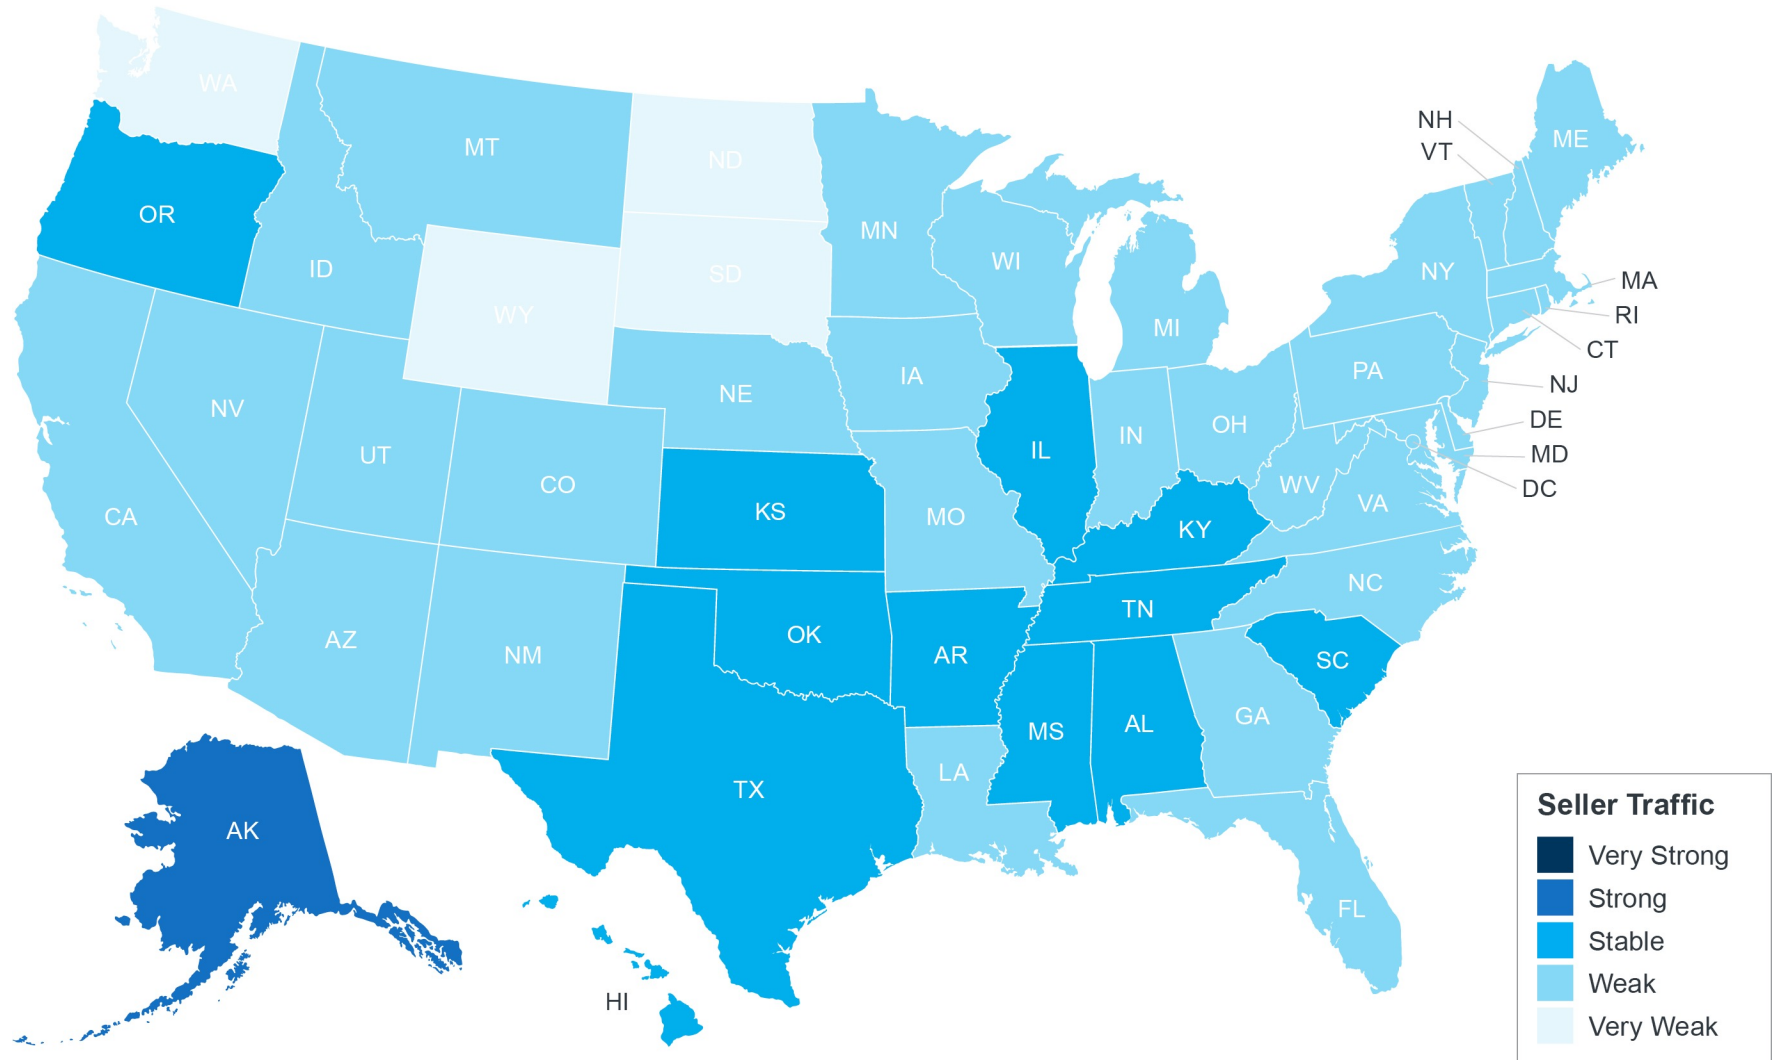 WA
MT
ND
OR
ID
WY
SD
MN
WI
MI
NH
VT
ME
NY
MA
RI
CT
NJ
DE
MD
DC
PA
NE
IA
IL
IN
OH
WV
VA
NV
UT
CO
CA
KS
MO
KY
NC
TN
AZ
NM
OK
AR
SC
MS
AL
GA
TX
LA
AK
FL
HI
Seller Traffic
Very Strong
Strong
Stable
Weak
Very Weak